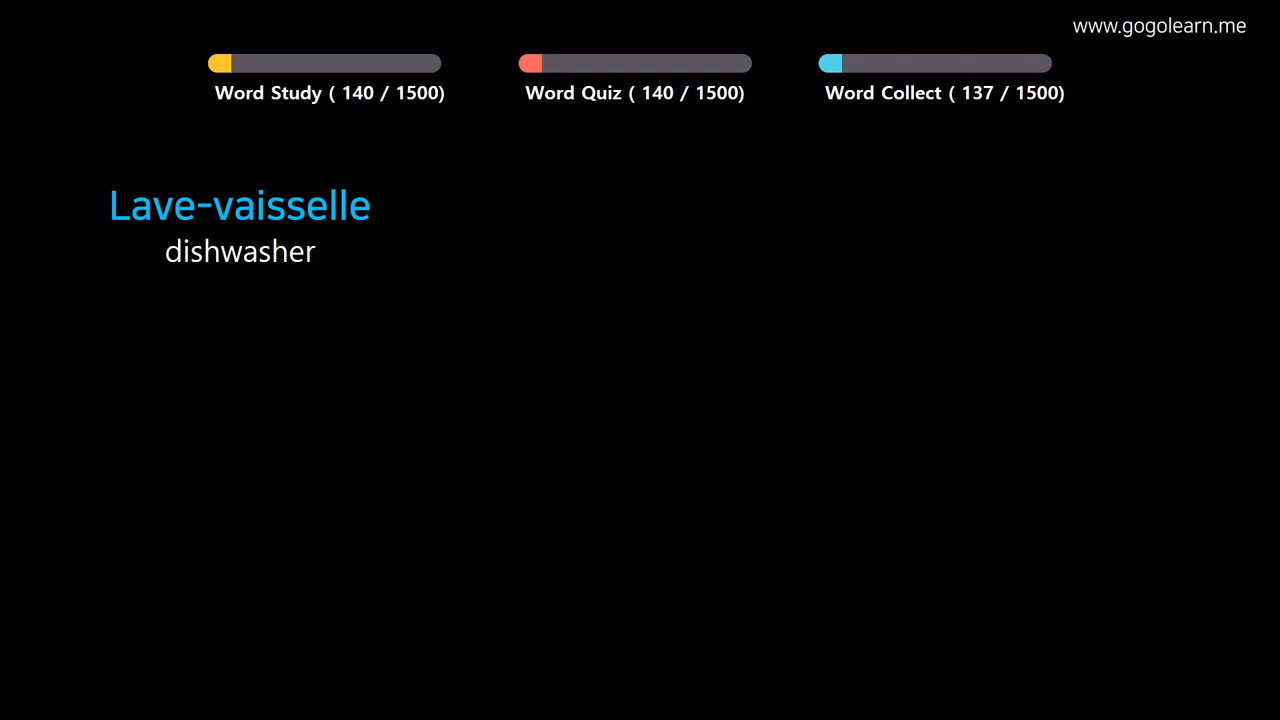 www.gogolearn.me
Word Study ( 140 / 1500)
Word Quiz ( 140 / 1500)
Word Collect ( 137 / 1500)
Lave-vaisselle
dishwasher